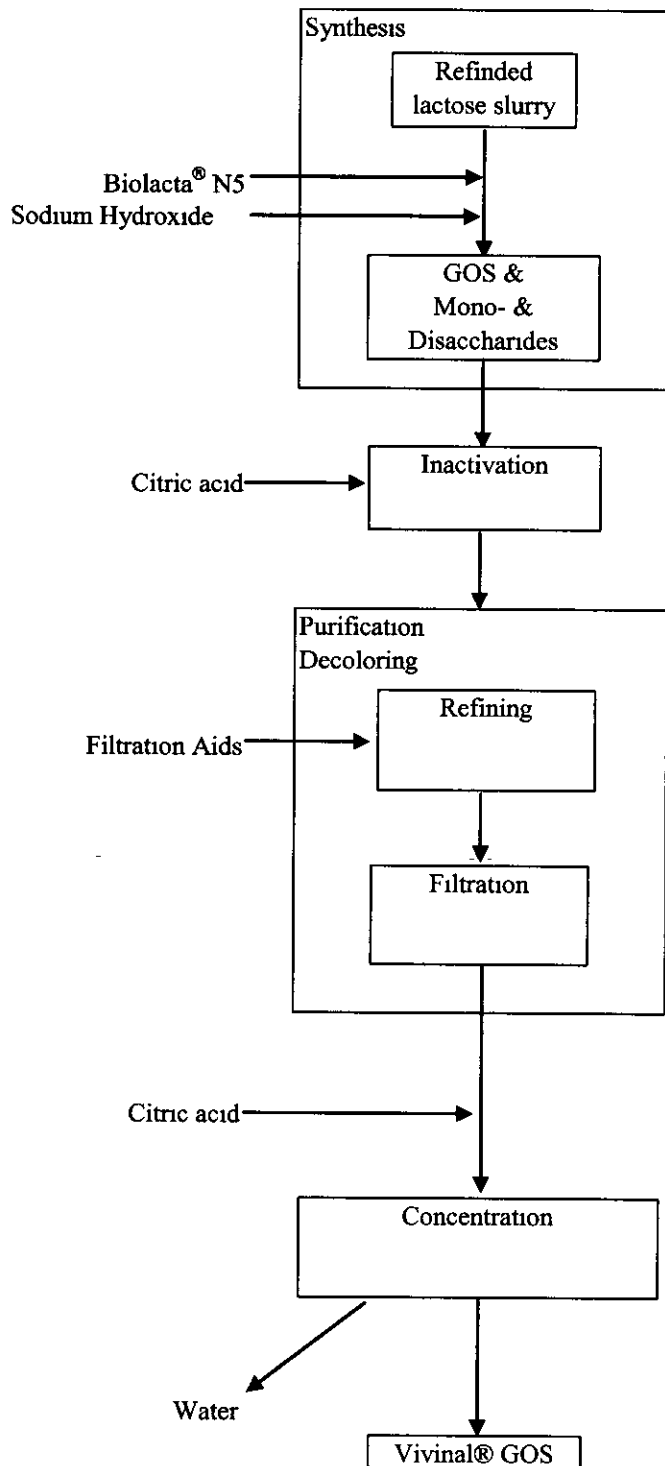 Synthesis
Refinded
lactose slurry
Biolacta® N5
Sodium Hydroxide
GOS &
Mono- &
Disaccharides
Inactivation
Citric acid
Purification
Decoloring
Refining
Filtration Aids
Filtration
Citric acid
Concentration
Water
Vivinal® GOS